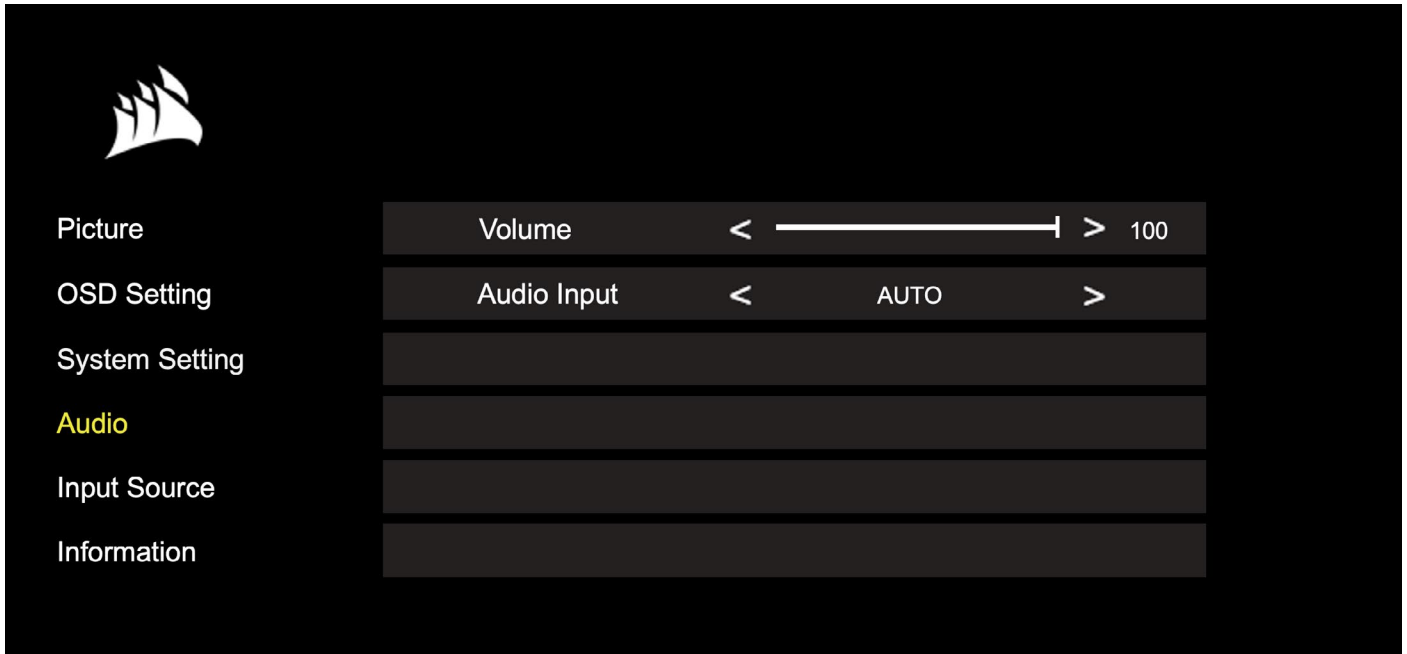 Picture
Volume < > 100
OSD Setting
Audio Input < AUTO >
System Setting
Audio
Input Source
Information